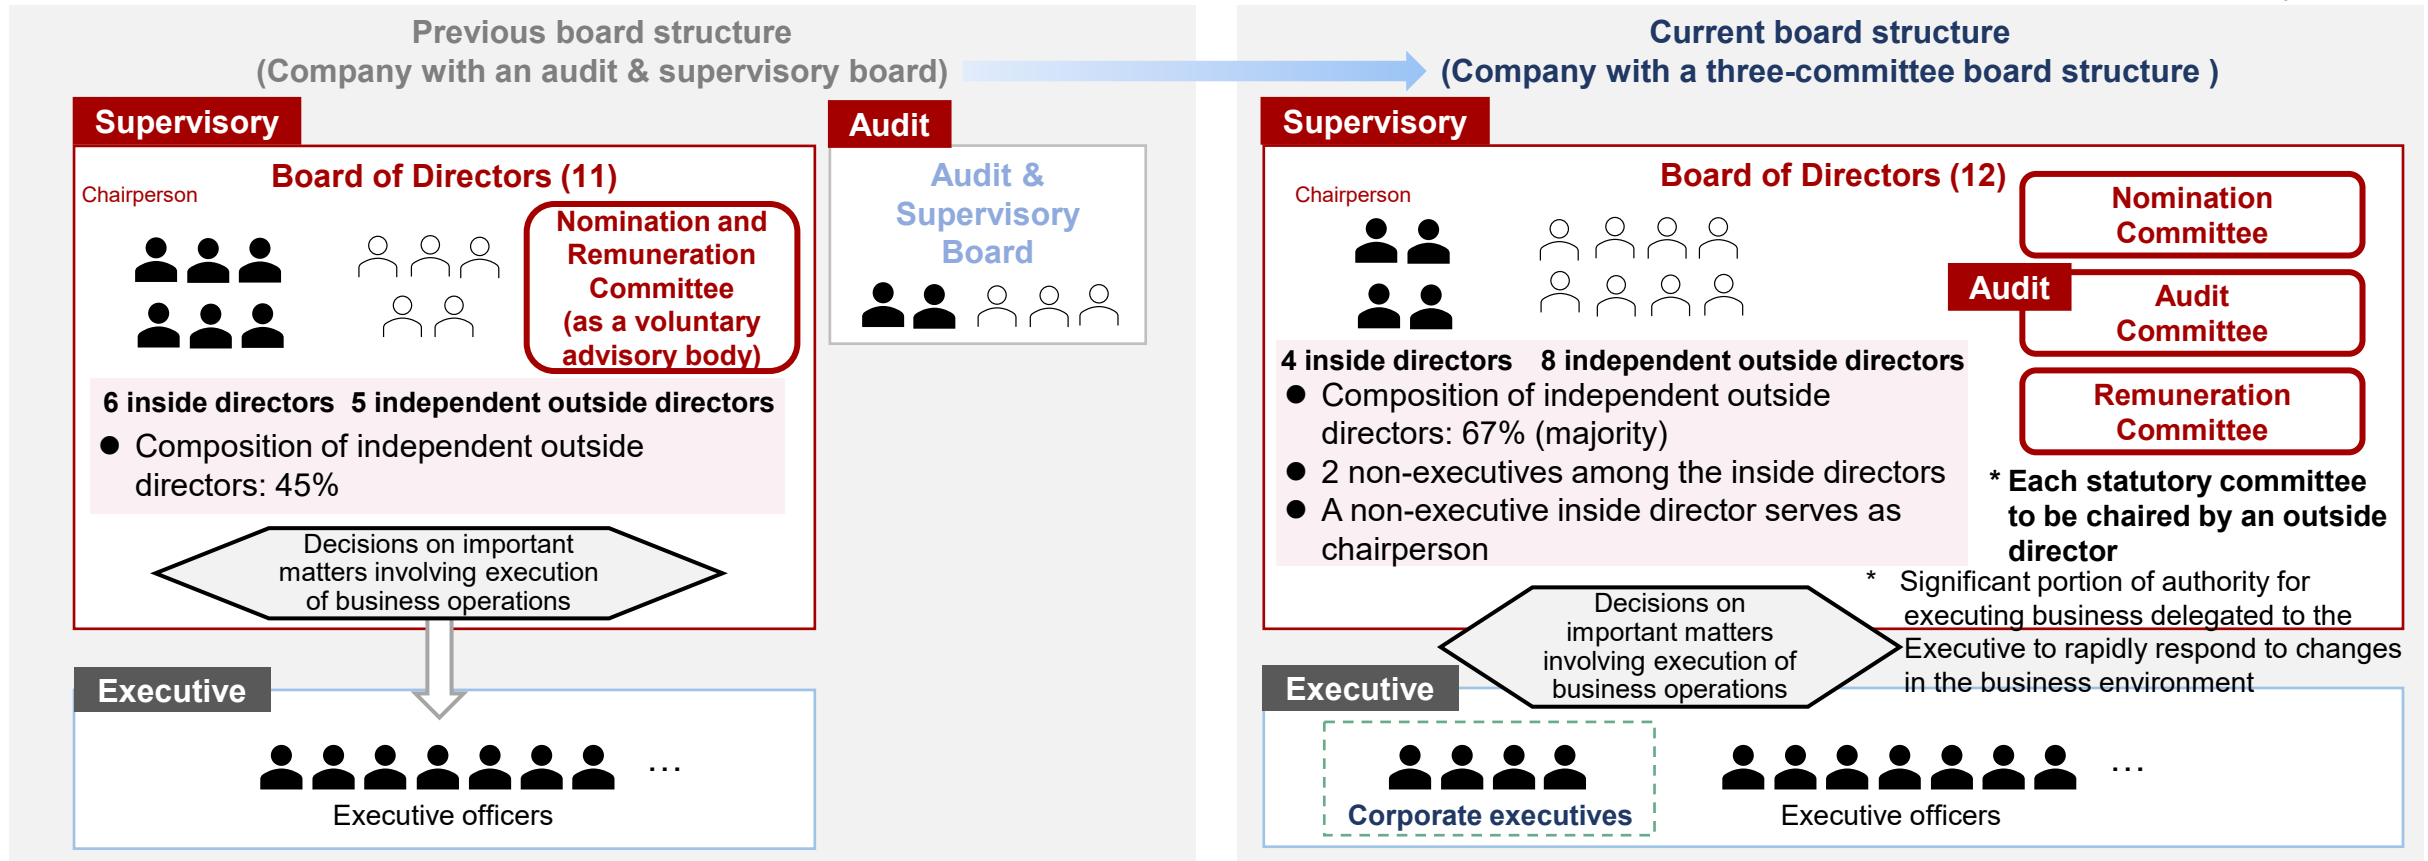 Previous board structure
(Company with an audit & supervisory board)
Supervisory
Board of Directors (11)
Chairperson
Nomination and
Remuneration
Committee
(as a voluntary
advisory body)
6 inside directors 5 independent outside directors
● Composition of independent outside
directors: 45%
Decisions on important
matters involving execution
of business operations
Audit
Audit &
Supervisory
Board
Executive
...
Executive officers
Current board structure
(Company with a three-committee board structure )
Supervisory
Board of Directors (12)
Chairperson
4 inside directors 8 independent outside directors
● Composition of independent outside
directors: 67% (majority)
● 2 non-executives among the inside directors
● A non-executive inside director serves as
chairperson
Nomination
Committee
Audit
Audit
Committee
Remuneration
Committee
* Each statutory committee
to be chaired by an outside
director
* Significant portion of authority for
executing business delegated to the
Executive to rapidly respond to changes
in the business environment
Decisions on
important matters
involving execution of
business operations
Executive
Corporate executives
...
Executive officers